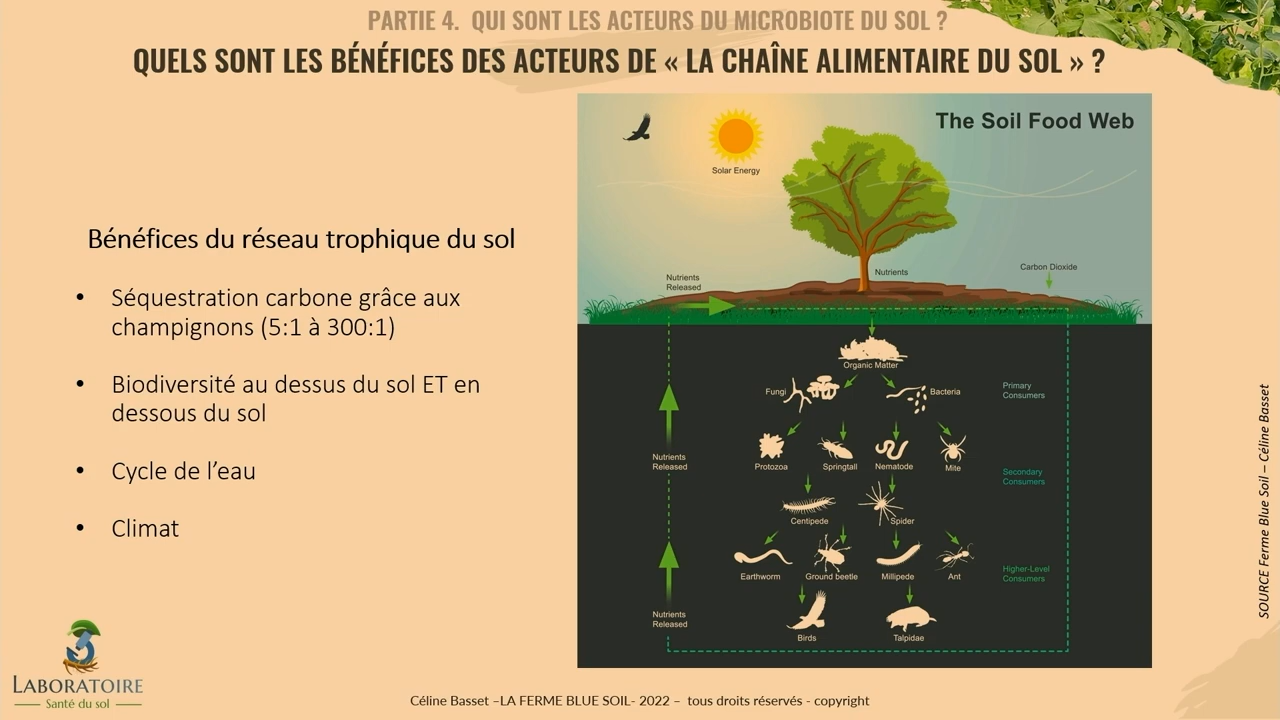 PARTIE 4. QUI SONT LES ACTEURS DU MICROBIOTE DU SOL ?
QUELS SONT LES BÉNÉFICES DES ACTEURS DE « LA CHAÎNE ALIMENTAIRE DU SOL » ?
Bénéfices du réseau trophique du sol
• Séquestration carbone grâce aux
champignons (5:1 à 300:1)
• Biodiversité au dessus du sol ET en
dessous du sol
• Cycle de l’eau
• Climat
The Soil Food Web
Solar Energy
Nutrients
Released
Nutrients
Carbon Dioxide
Organic Matter
Fungi
Bacteria
Primary
Consumers
Protozoa
Springtail
Nematode
Mite
Nutrients
Released
Secondary
Consumers
Centipede
Spider
Earthworm
Ground beetle
Millipede
Ant
Higher-Level
Consumers
Nutrients
Released
Birds
Talpidae
SOURCE Ferme Blue Soil – Céline Basset
LABORATOIRE
Santé du sol
Céline Basset –LA FERME BLUE SOIL- 2022 – tous droits réservés - copyright